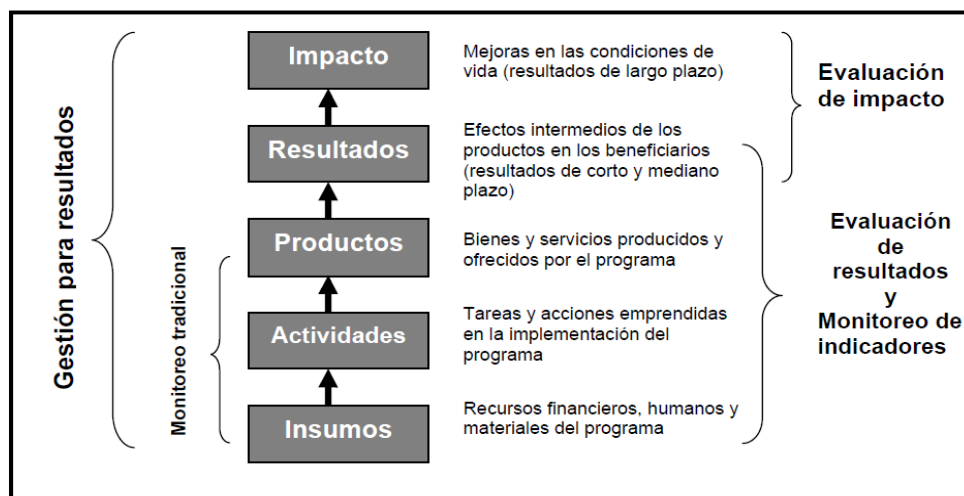 Gestión para resultados
Monitoreo tradicional
Impacto
Mejoras en las condiciones de
vida (resultados de largo plazo)
Resultados
Efectos intermedios de los
productos en los beneficiarios
(resultados de corto y mediano
plazo)
Productos
Bienes y servicios producidos y
ofrecidos por el programa
Actividades
Tareas y acciones emprendidas
en la implementación del
programa
Insumos
Recursos financieros, humanos y
materiales del programa
Evaluación
de impacto
Evaluación
de
resultados
y
Monitoreo de
indicadores